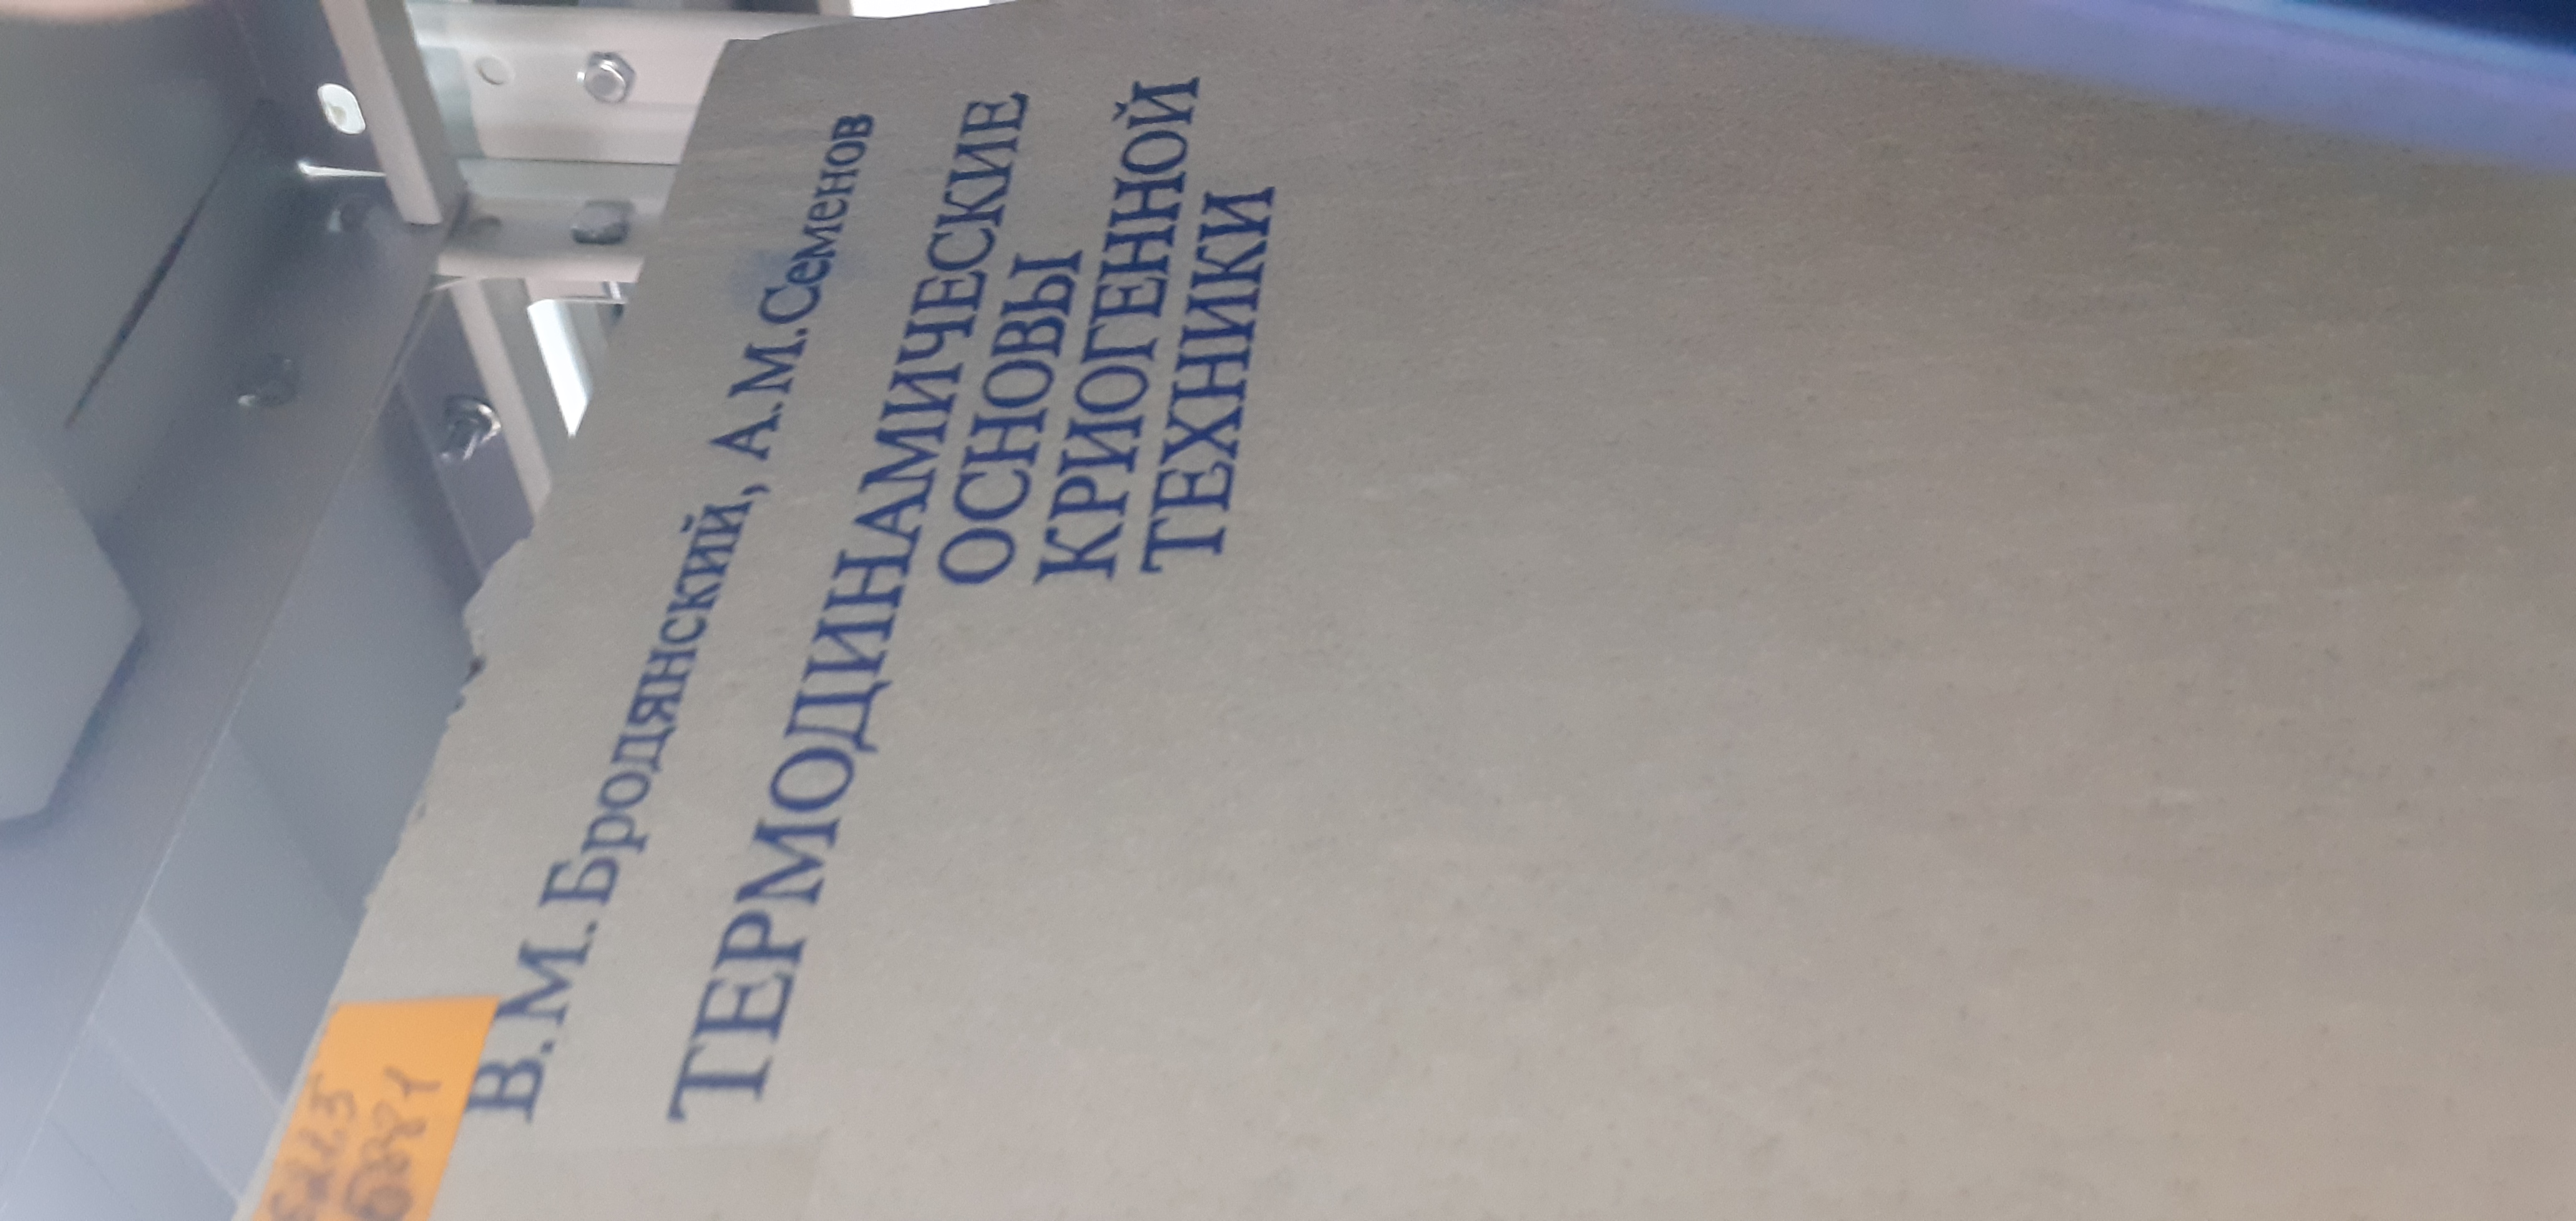 В.М.Бродянский, А.М.Семенов
ТЕРМОДИНАМИЧЕСКИЕ
ОСНОВЫ
КРИОГЕННОЙ
ТЕХНИКИ